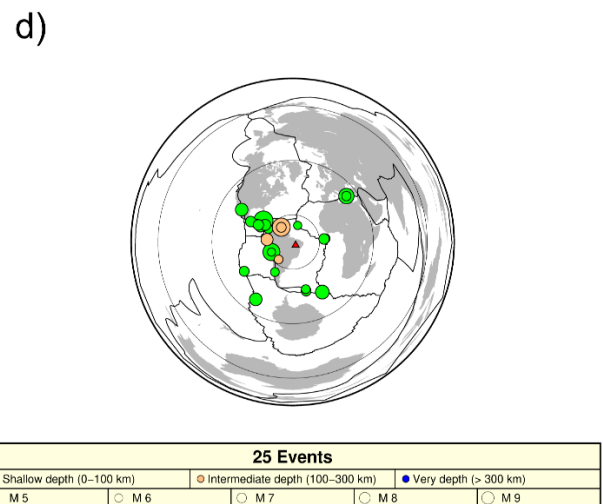 d)
25 Events
Shallow depth (0–100 km) Intermediate depth (100–300 km) Very depth (> 300 km)
M 5 M 6 M 7 M 8 M 9